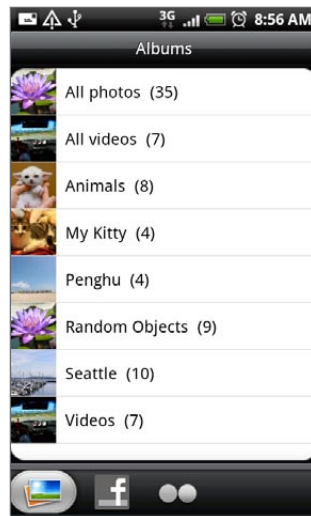 3G 8:56 AM
Albums
All photos (35)
All videos (7)
Animals (8)
My Kitty (4)
Penghu (4)
Random Objects (9)
Seattle (10)
Videos (7)
f